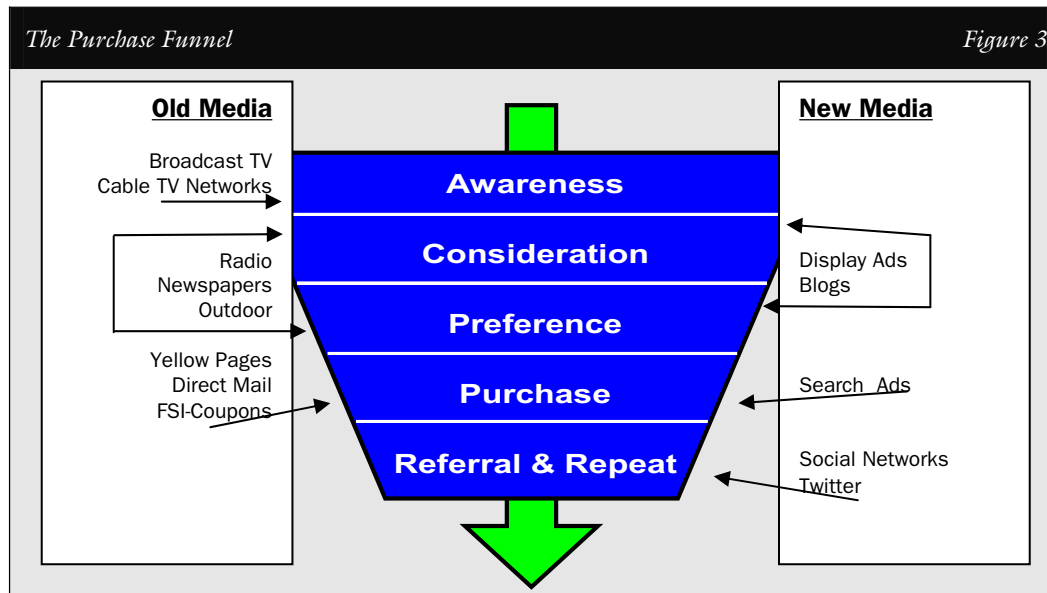 The Purchase Funnel
Figure 3
Old Media
Broadcast TV
Cable TV Networks
Radio
Newspapers
Outdoor
Yellow Pages
Direct Mail
FSI-Coupons
Awareness
Consideration
Preference
Purchase
Referral & Repeat
New Media
Display Ads
Blogs
Search Ads
Social Networks
Twitter